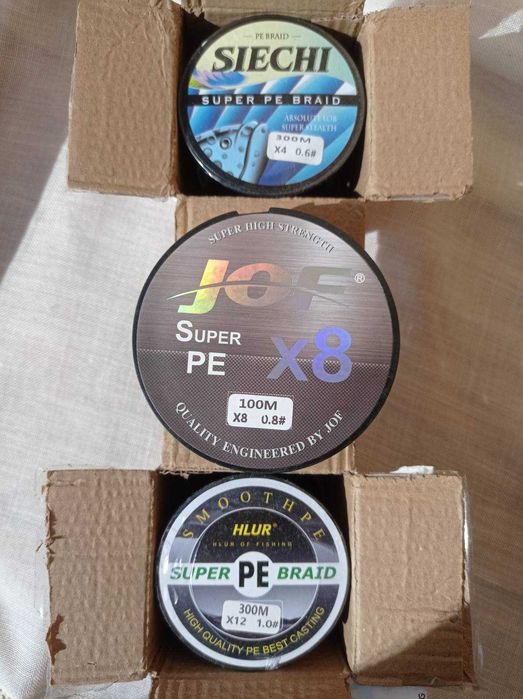 PE BRAID
SIECHI
SUPER PE BRAID
ABSOLUTE FOR
SUPER STEALTH
300M
X4 0.6#
SUPER HIGH STRENGTH
JOF®
SUPER
PE
X8
100M
X8 0.8#
QUALITY ENGINEERED BY JOF
SMOOTH PE
HLUR®
HLUR OF FISHING
SUPER PE BRAID
300M
X12 1.0#
HIGH QUALITY PE BEST CASTING